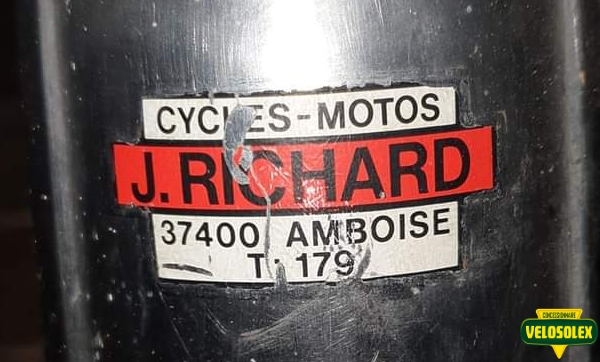 CYCLES-MOTOS
J. RICHARD
37400 AMBOISE
T. 179
CONCESSIONNAIRE
VELOSOLEX